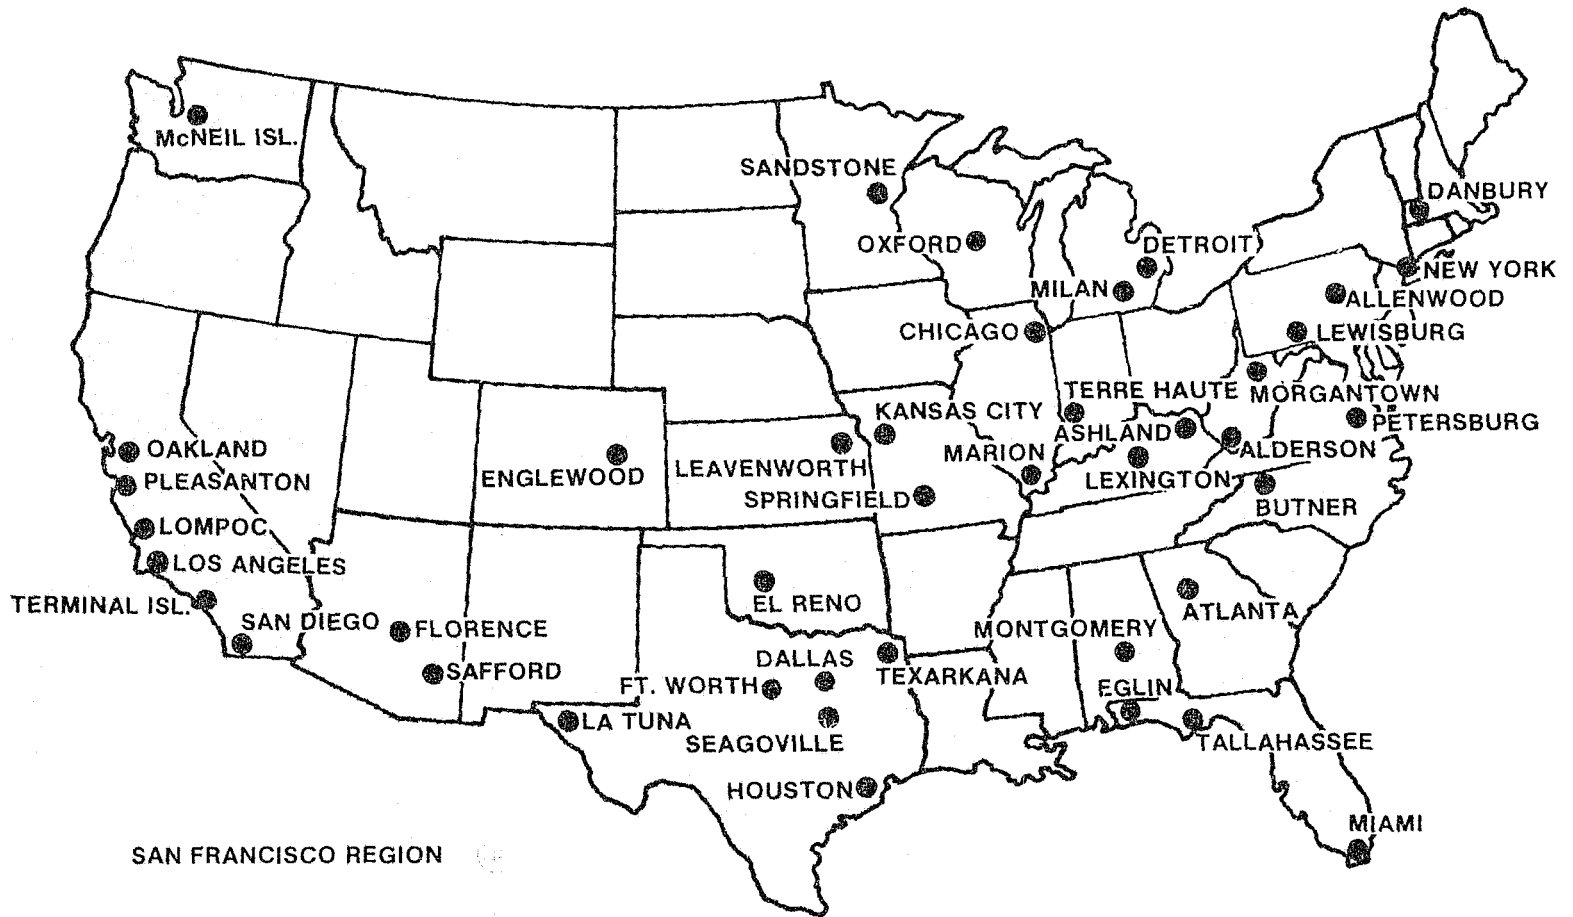 McNEIL ISL.
SANDSTONE
DANBURY
OXFORD
DETROIT
NEW YORK
MILAN
ALLENWOOD
CHICAGO
LEWISBURG
TERRE HAUTE
MORGANTOWN
KANSAS CITY
PETERSBURG
ASHLAND
OAKLAND
MARION
ALDERSON
LEAVENWORTH
ENGLEWOOD
PLEASANTON
LEXINGTON
SPRINGFIELD
BUTNER
LOMPOC
LOS ANGELES
TERMINAL ISL.
EL RENO
ATLANTA
SAN DIEGO
FLORENCE
MONTGOMERY
DALLAS
SAFFORD
TEXARKANA
FT. WORTH
EGLIN
LA TUNA
SEAGOVILLE
TALLAHASSEE
HOUSTON
MIAMI
SAN FRANCISCO REGION